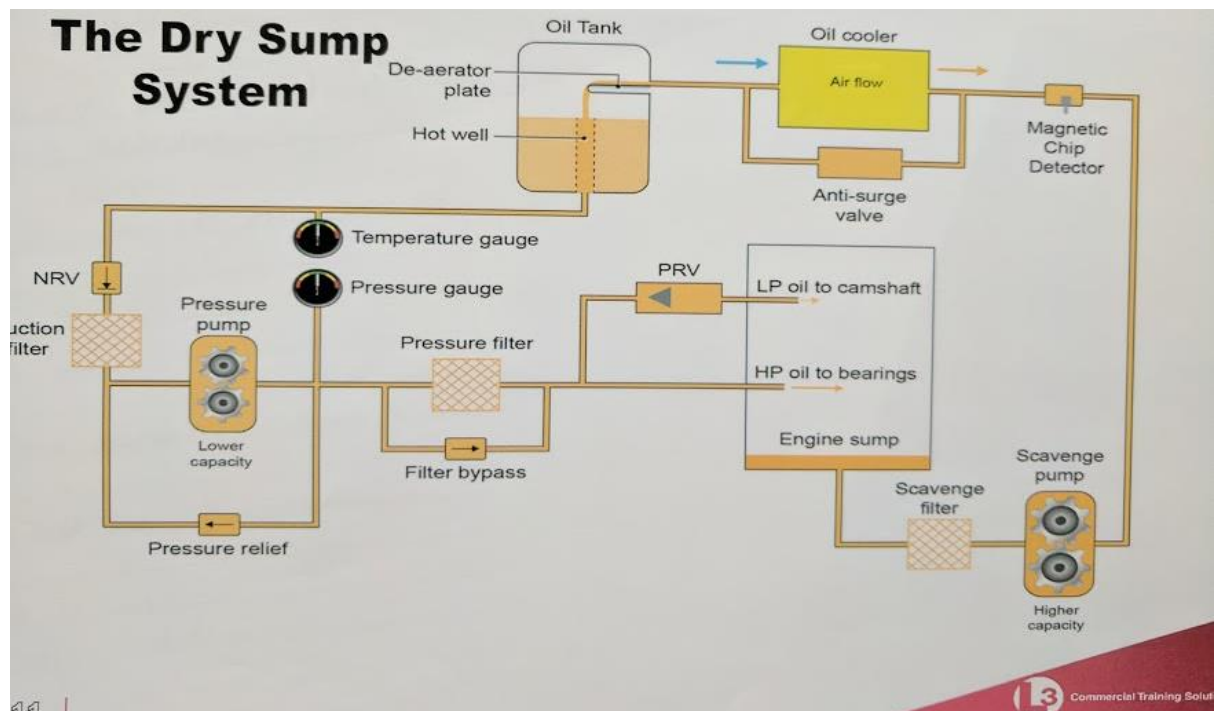 The Dry Sump
System
Oil Tank
De-aerator
plate
Hot well
Oil cooler
Air flow
Magnetic
Chip
Detector
Anti-surge
valve
Temperature gauge
Pressure gauge
NRV
Pressure
pump
uction
filter
Lower
capacity
Pressure filter
Filter bypass
Pressure relief
PRV
LP oil to camshaft
HP oil to bearings
Engine sump
Scavenge
filter
Scavenge
pump
Higher
capacity
L3 Commercial Training Solut